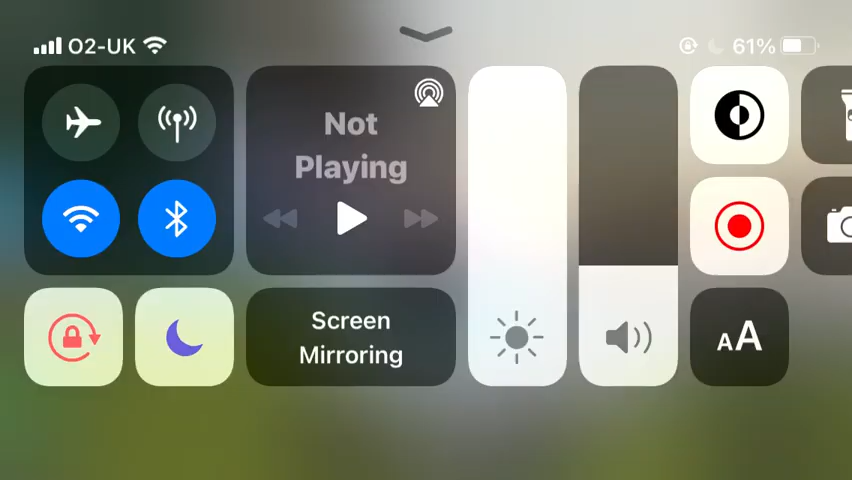 O2-UK
61%
Not
Playing
Screen
Mirroring
AA